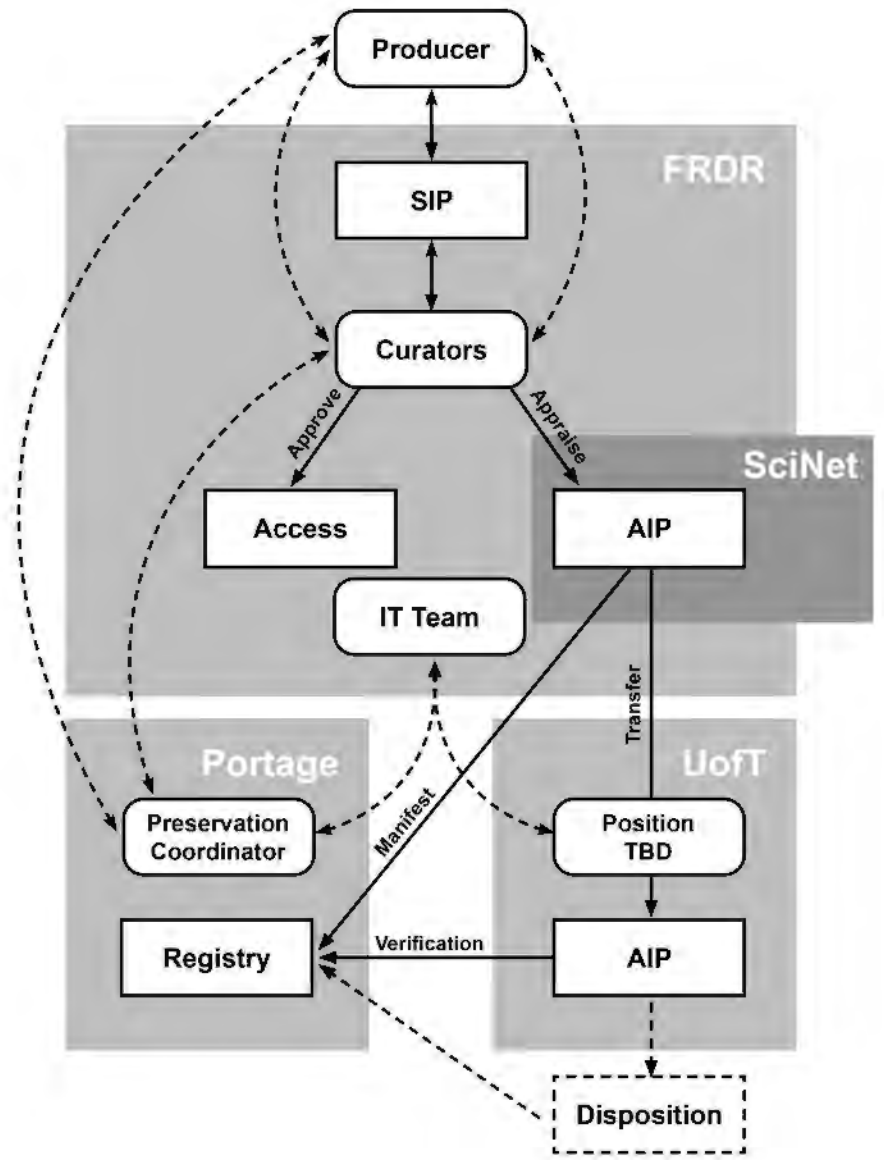 Producer
FRDR
SIP
Curators
Approve
Appraise
SciNet
Access
AIP
IT Team
Transfer
Portage
UofT
Manifest
Preservation
Coordinator
Position
TBD
Verification
Registry
AIP
Disposition